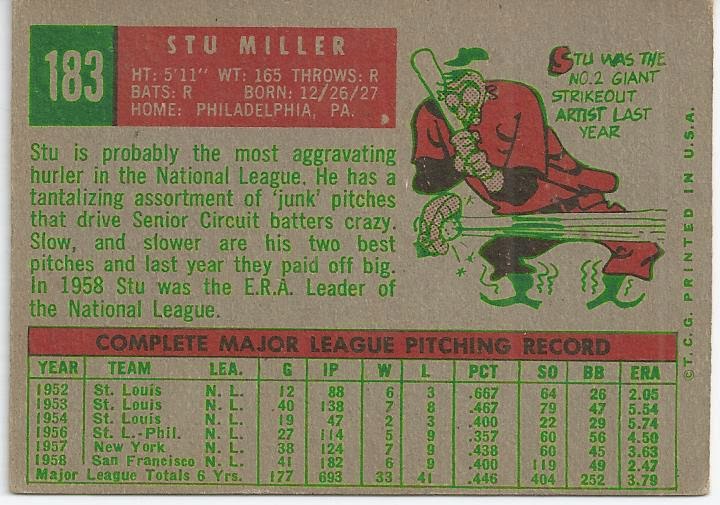 183
STU MILLER
HT: 5'11" WT: 165 THROWS: R
BATS: R BORN: 12/26/27
HOME: PHILADELPHIA, PA.
STU WAS THE
NO.2 GIANT
STRIKEOUT
ARTIST LAST
YEAR
Stu is probably the most aggravating
hurler in the National League. He has a
tantalizing assortment of 'junk' pitches
that drive Senior Circuit batters crazy.
Slow, and slower are his two best
pitches and last year they paid off big.
In 1958 Stu was the E.R.A. Leader of
the National League.
COMPLETE MAJOR LEAGUE PITCHING RECORD
YEAR TEAM LEA. G IP W L PCT SO BB ERA
1952 St. Louis N. L. 12 88 6 3 .667 64 26 2.05
1953 St. Louis N. L. 40 138 7 8 .467 79 47 5.54
1954 St. Louis N. L. 19 47 2 3 .400 22 29 5.74
1956 St. L.-Phil. N. L. 27 114 5 9 .357 60 56 4.50
1957 New York N. L. 38 124 7 9 .438 60 45 3.63
1958 San Francisco N. L. 41 182 6 9 .400 119 49 2.47
Major League Totals 6 Yrs. 177 693 33 41 .446 404 252 3.79
© T. C. G. PRINTED IN U.S.A.